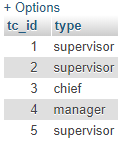 + Options
tc_id type
1 supervisor
2 supervisor
3 chief
4 manager
5 supervisor